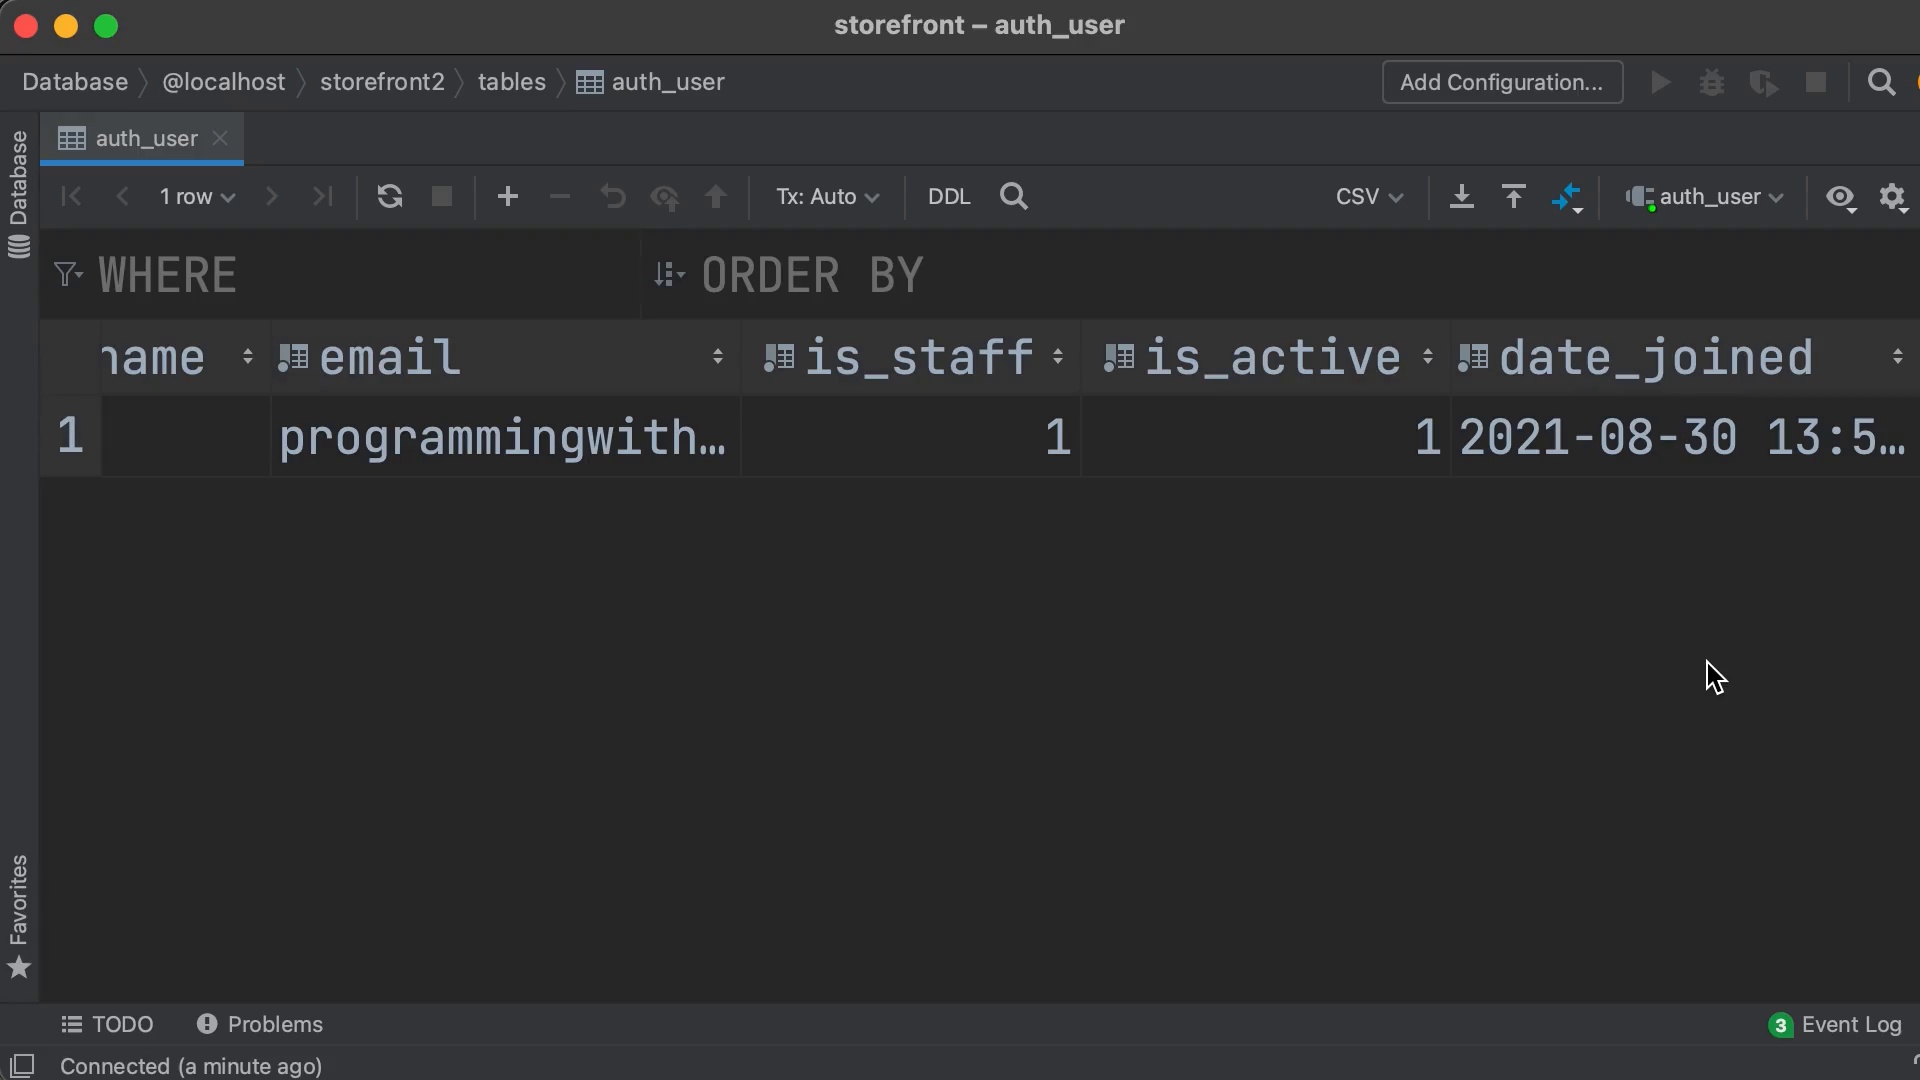 storefront – auth_user
Database @localhost storefront2 tables auth_user Add Configuration...
auth_user
Database
1 row Tx: Auto DDL CSV auth_user
WHERE ORDER BY
name email is_staff is_active date_joined
1 programmingwith… 1 1 2021-08-30 13:5…
Favorites
TODO Problems 3 Event Log
Connected (a minute ago)